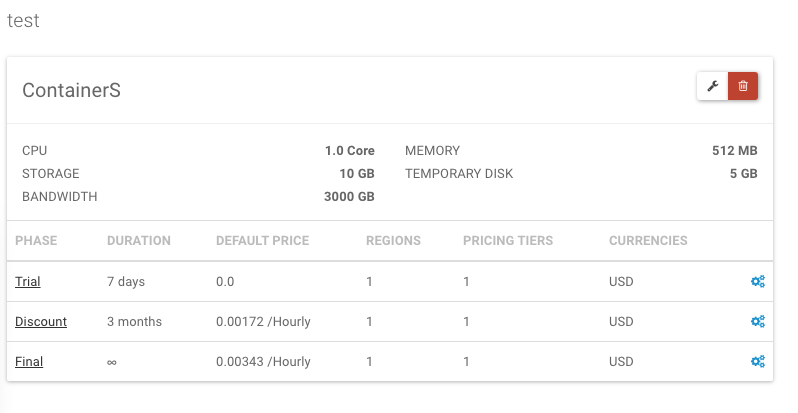 test
ContainerS
CPU 1.0 Core MEMORY 512 MB
STORAGE 10 GB TEMPORARY DISK 5 GB
BANDWIDTH 3000 GB
PHASE DURATION DEFAULT PRICE REGIONS PRICING TIERS CURRENCIES
Trial 7 days 0.0 1 1 USD
Discount 3 months 0.00172 /Hourly 1 1 USD
Final ∞ 0.00343 /Hourly 1 1 USD